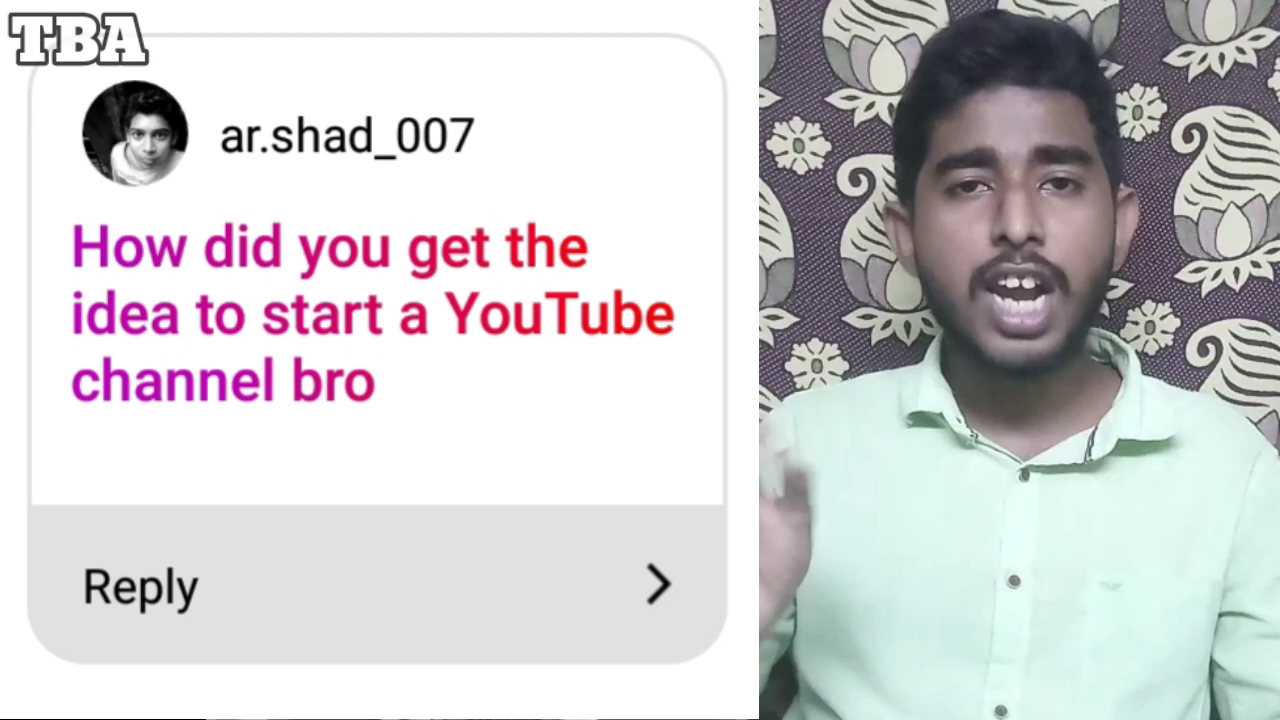 TBA
ar.shad_007
How did you get the
idea to start a YouTube
channel bro
Reply